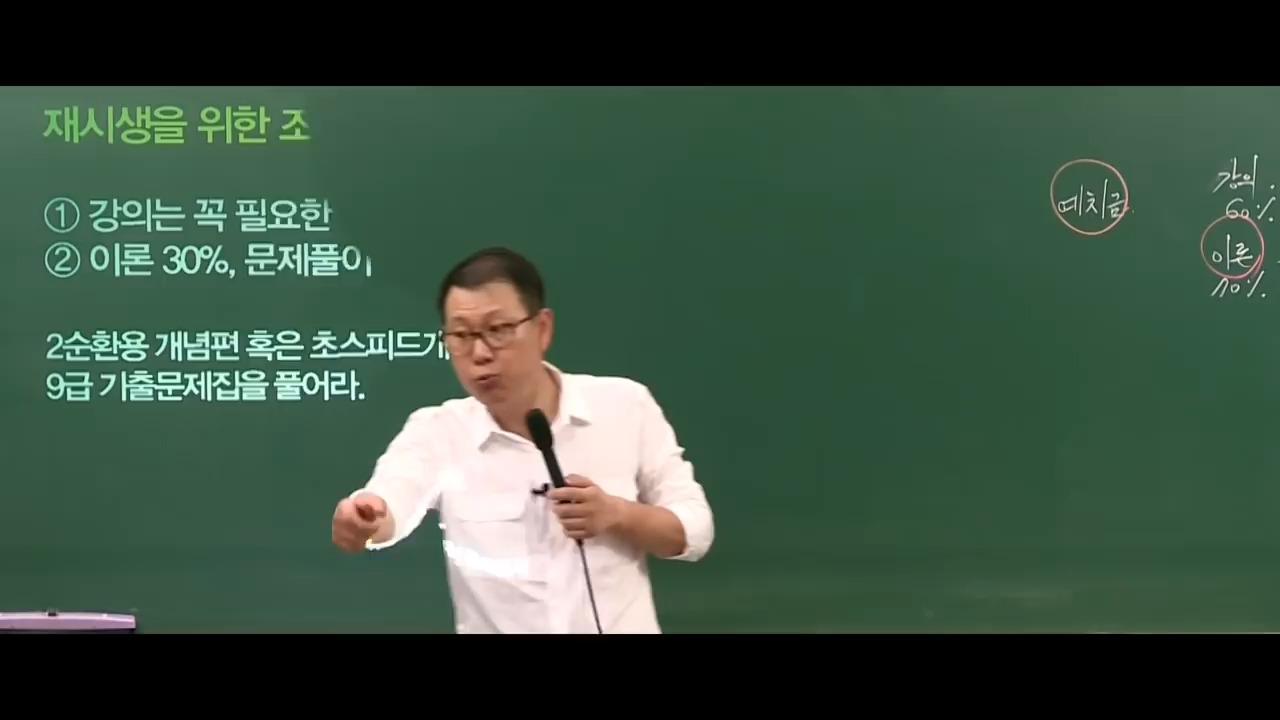 재시생을 위한 조
① 강의는 꼭 필요한
② 이론 30%, 문제풀이
2순환용 개념편 혹은 초스피드
9급 기출문제집을 풀어라.
예치금
강의
60%
이론
70%